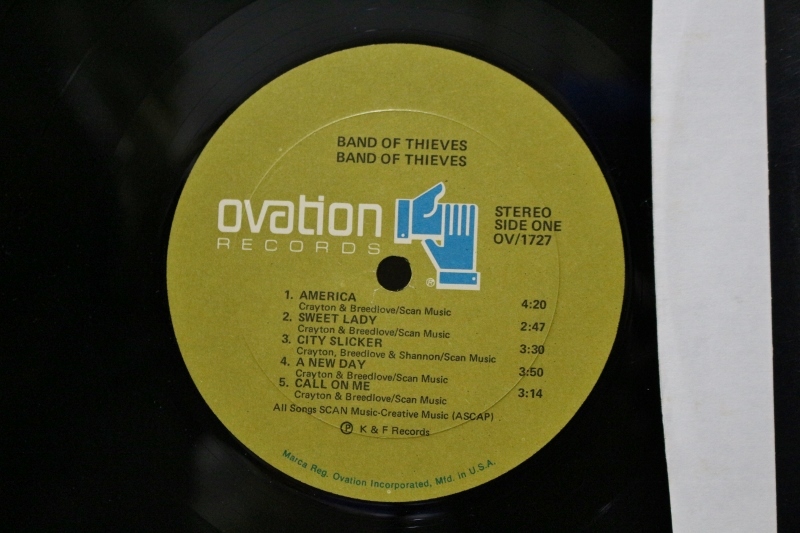 BAND OF THIEVES
BAND OF THIEVES
ovation
RECORDS
®
STEREO
SIDE ONE
OV/1727
1. AMERICA 4:20
Crayton & Breedlove/Scan Music
2. SWEET LADY 2:47
Crayton & Breedlove/Scan Music
3. CITY SLICKER 3:30
Crayton, Breedlove & Shannon/Scan Music
4. A NEW DAY 3:50
Crayton & Breedlove/Scan Music
5. CALL ON ME 3:14
Crayton & Breedlove/Scan Music
All Songs SCAN Music-Creative Music (ASCAP)
℗ K & F Records
Marca Reg. Ovation Incorporated, Mfd. in U.S.A.